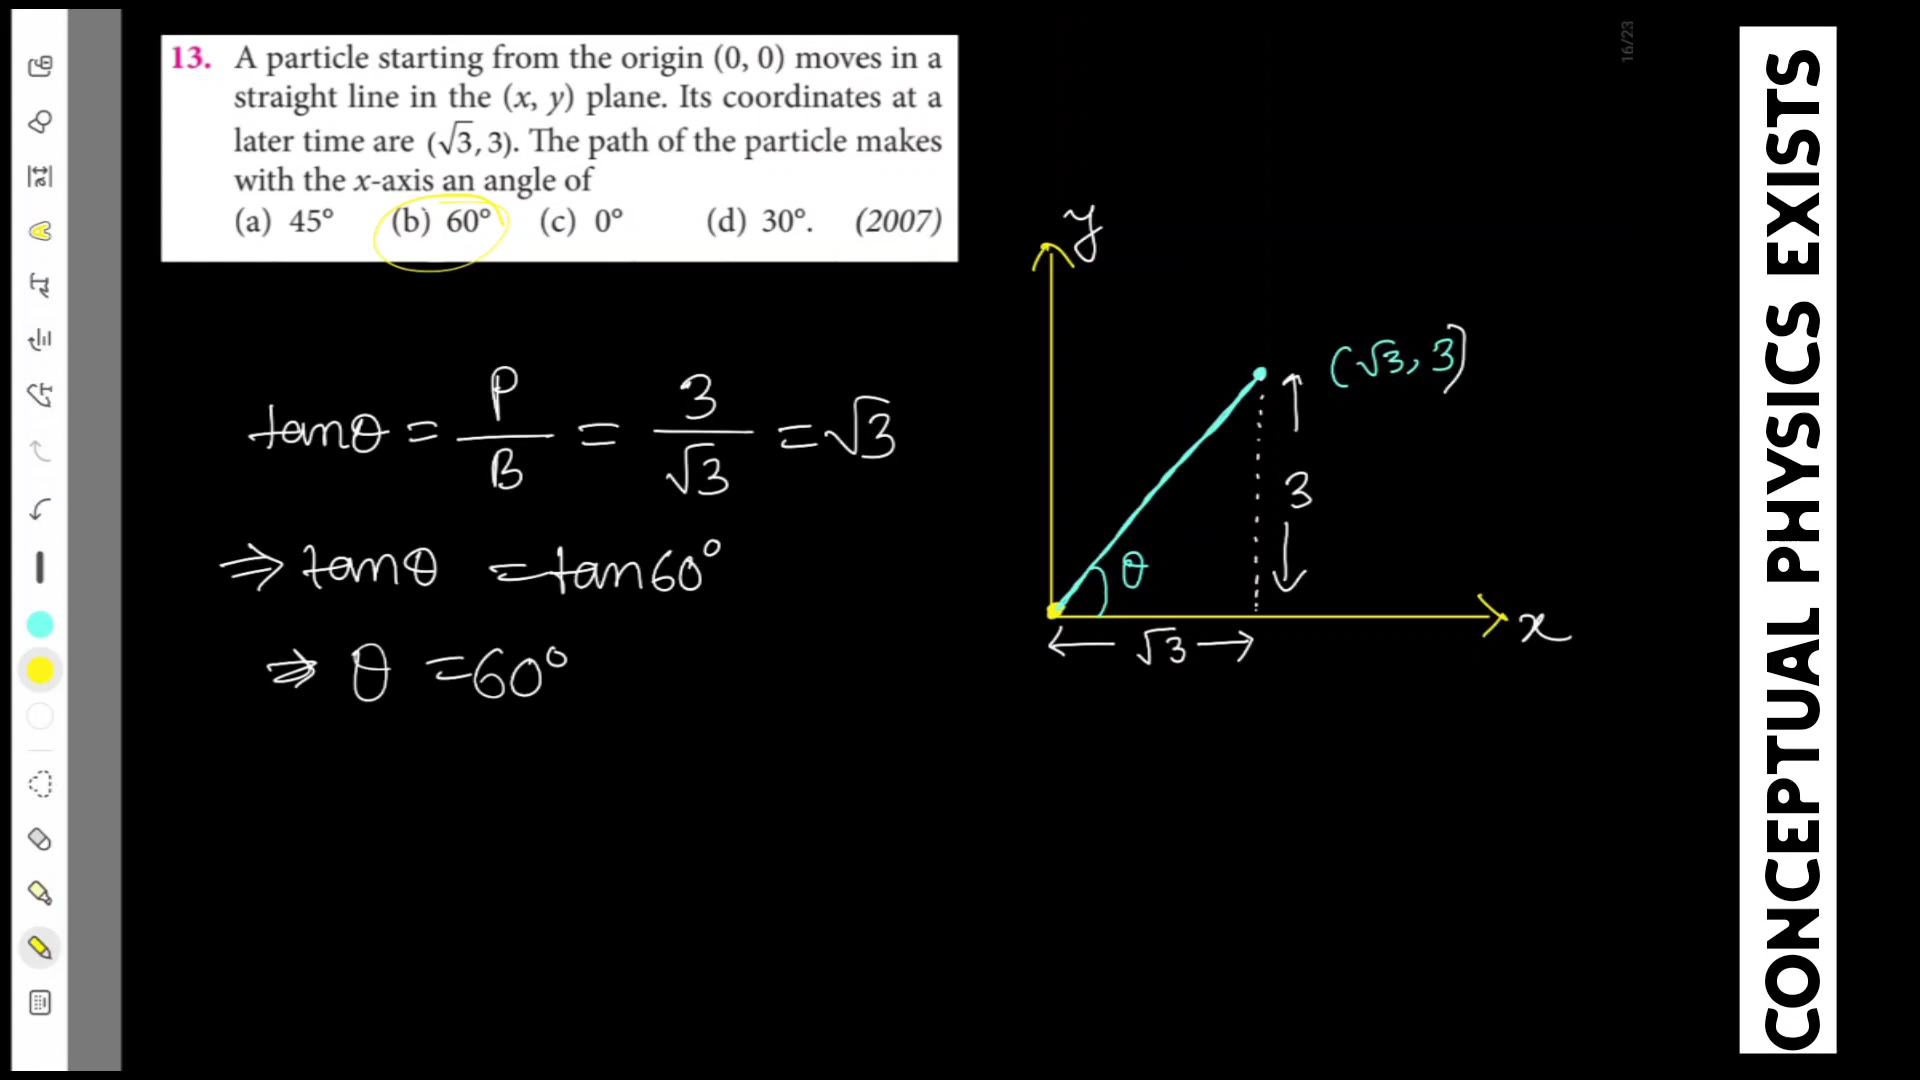 13. A particle starting from the origin (0, 0) moves in a
straight line in the (x, y) plane. Its coordinates at a
later time are (√3, 3). The path of the particle makes
with the x-axis an angle of
(a) 45° (b) 60° (c) 0° (d) 30°. (2007)
tanθ = P/B = 3/√3 = √3
⇒ tanθ = tan60°
⇒ θ = 60°
y
(√3, 3)
3
θ
√3
x
16/23
CONCEPTUAL PHYSICS EXISTS